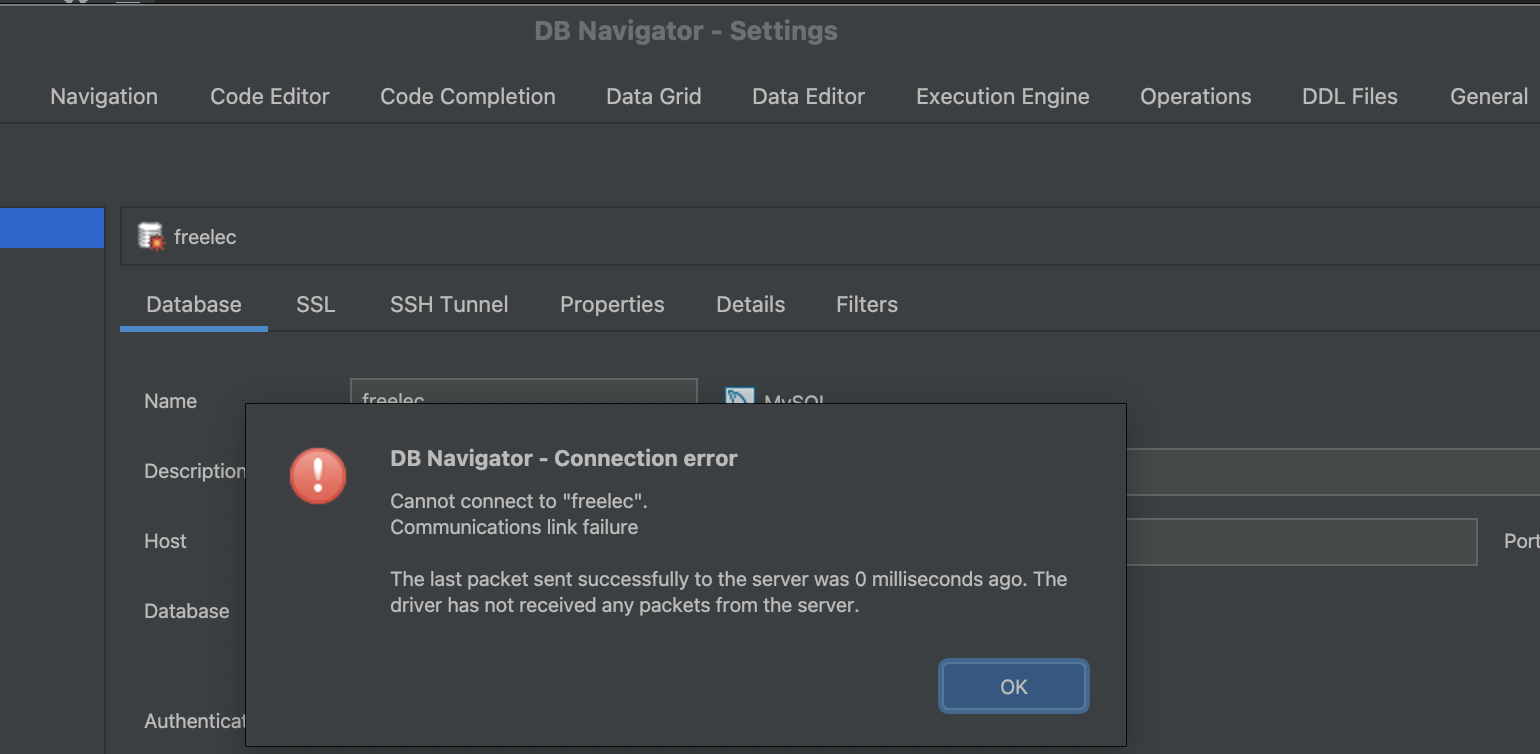 DB Navigator - Settings
Navigation Code Editor Code Completion Data Grid Data Editor Execution Engine Operations DDL Files General
freelec
Database SSL SSH Tunnel Properties Details Filters
Name freelec MySQL
DB Navigator - Connection error
Description
Cannot connect to "freelec".
Communications link failure
Host Port
The last packet sent successfully to the server was 0 milliseconds ago. The
driver has not received any packets from the server.
Database
OK
Authenticat